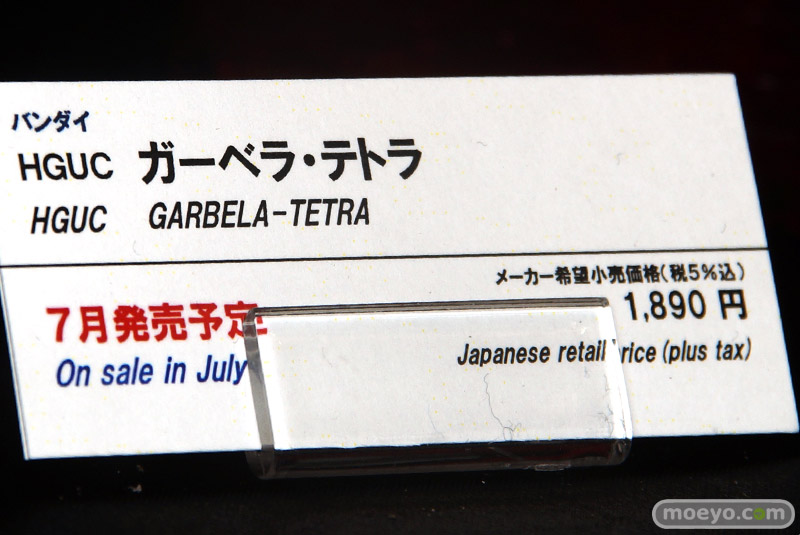 バンダイ
HGUC ガーベラ・テトラ
HGUC GARBELA-TETRA
メーカー希望小売価格(税5%込)
7月発売予定
1,890 円
On sale in July
Japanese retail rice (plus tax)
moeyo.com